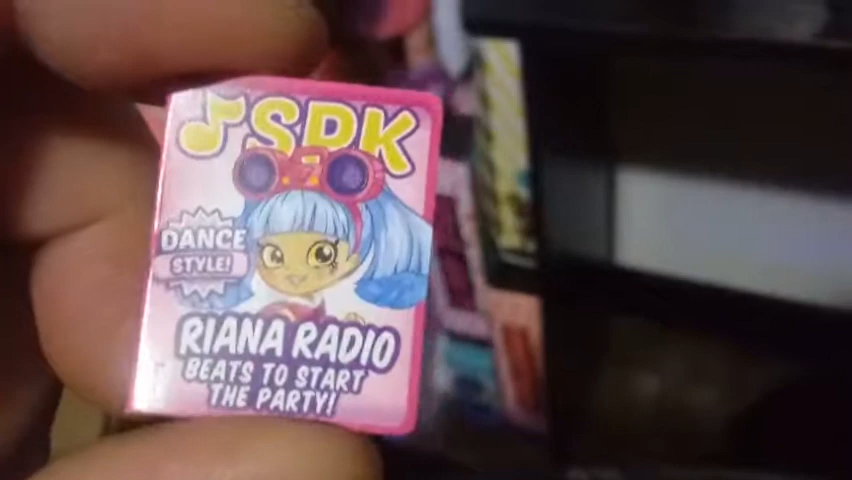 SPK
DANCE
STYLE!
RIANA RADIO
BEATS TO START
THE PARTY!